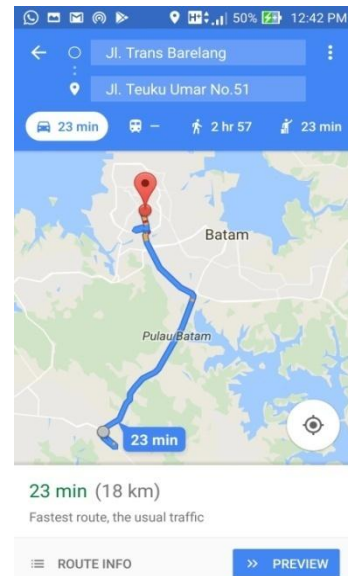 50% 12:42 PM
Jl. Trans Barelang
Jl. Teuku Umar No.51
23 min – 2 hr 57 23 min
Batam
Pulau Batam
23 min
23 min (18 km)
Fastest route, the usual traffic
ROUTE INFO PREVIEW